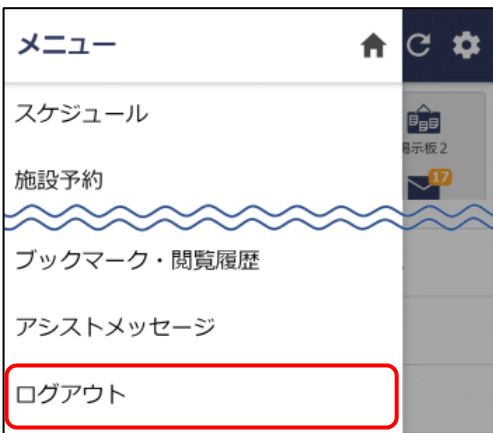 メニュー
スケジュール
掲示板2
施設予約
17
ブックマーク・閲覧履歴
アシストメッセージ
ログアウト